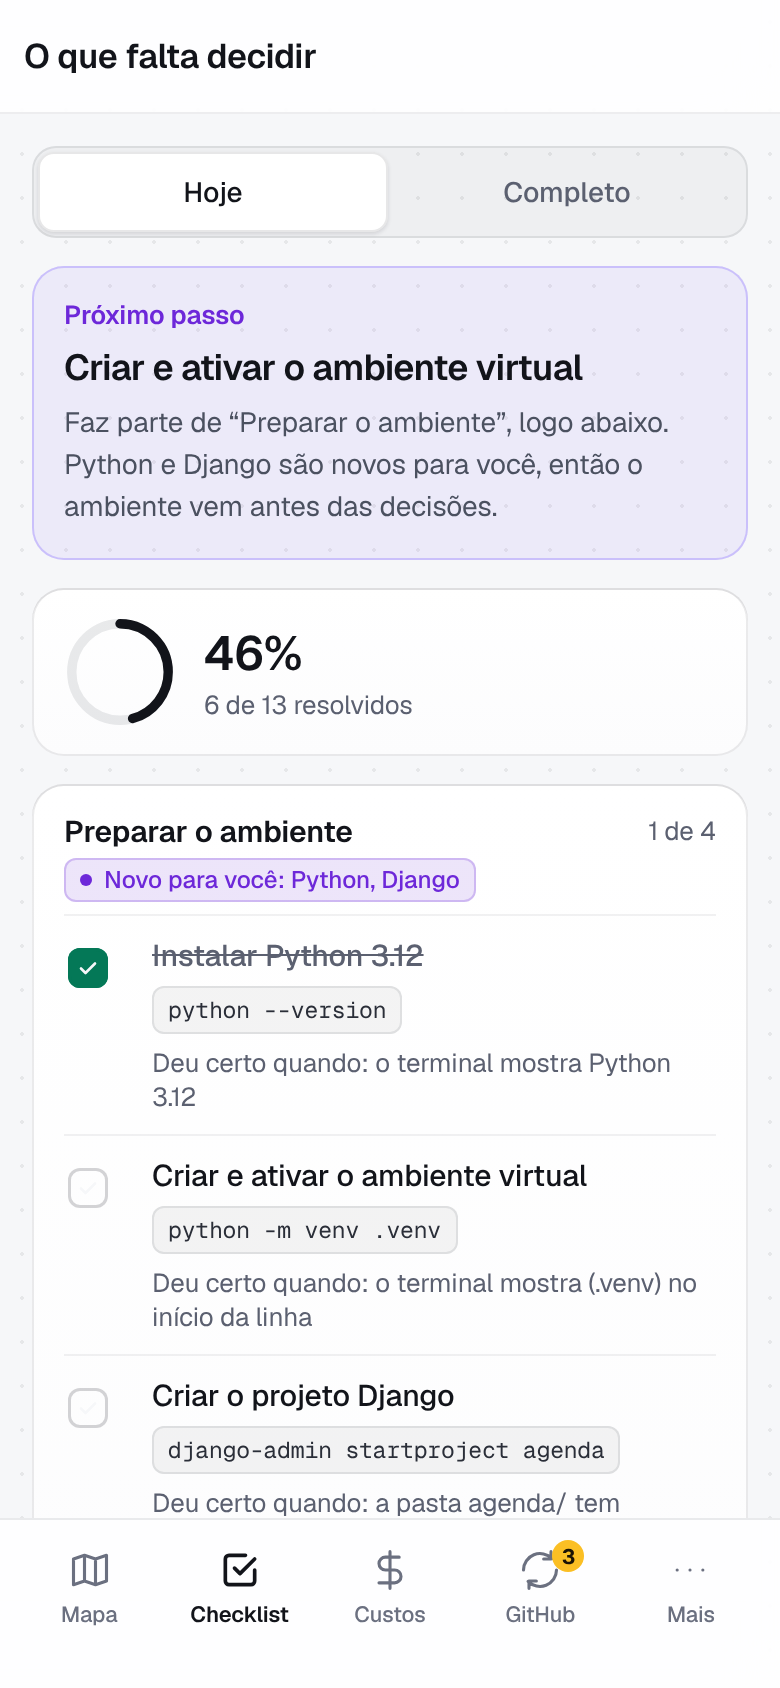 O que falta decidir
Hoje
Completo
Próximo passo
Criar e ativar o ambiente virtual
Faz parte de “Preparar o ambiente”, logo abaixo.
Python e Django são novos para você, então o
ambiente vem antes das decisões.
46%
6 de 13 resolvidos
Preparar o ambiente
1 de 4
Novo para você: Python, Django
Instalar Python 3.12
python --version
Deu certo quando: o terminal mostra Python
3.12
Criar e ativar o ambiente virtual
python -m venv .venv
Deu certo quando: o terminal mostra (.venv) no
início da linha
Criar o projeto Django
django-admin startproject agenda
Deu certo quando: a pasta agenda/ tem
3
Mapa
Checklist
Custos
GitHub
Mais